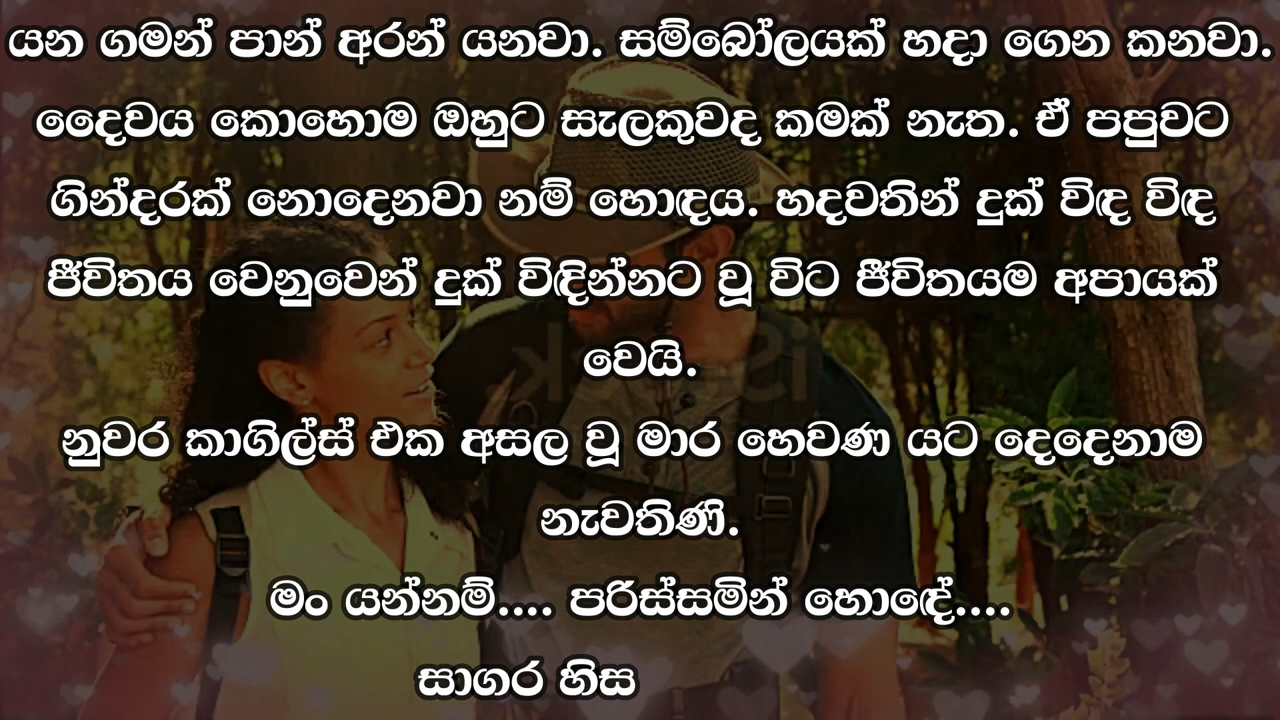 යන ගමන් පාන් අරන් යනවා. සම්බෝලයක් හදා ගෙන කනවා.
දෛවය කොහොම ඔහුට සැලකුවද කමක් නැත. ඒ පපුවට
ගින්දරක් නොදෙනවා නම් හොඳය. හදවතින් දුක් විඳ විඳ
ජීවිතය වෙනුවෙන් දුක් විඳින්නට වූ විට ජීවිතයම අපායක්
වෙයි.
නුවර කාගිල්ස් එක අසල වූ මාර හෙවණ යට දෙදෙනාම
නැවතිණි.
මං යන්නම්.... පරිස්සමින් හොඳේ....
සාගර හිස